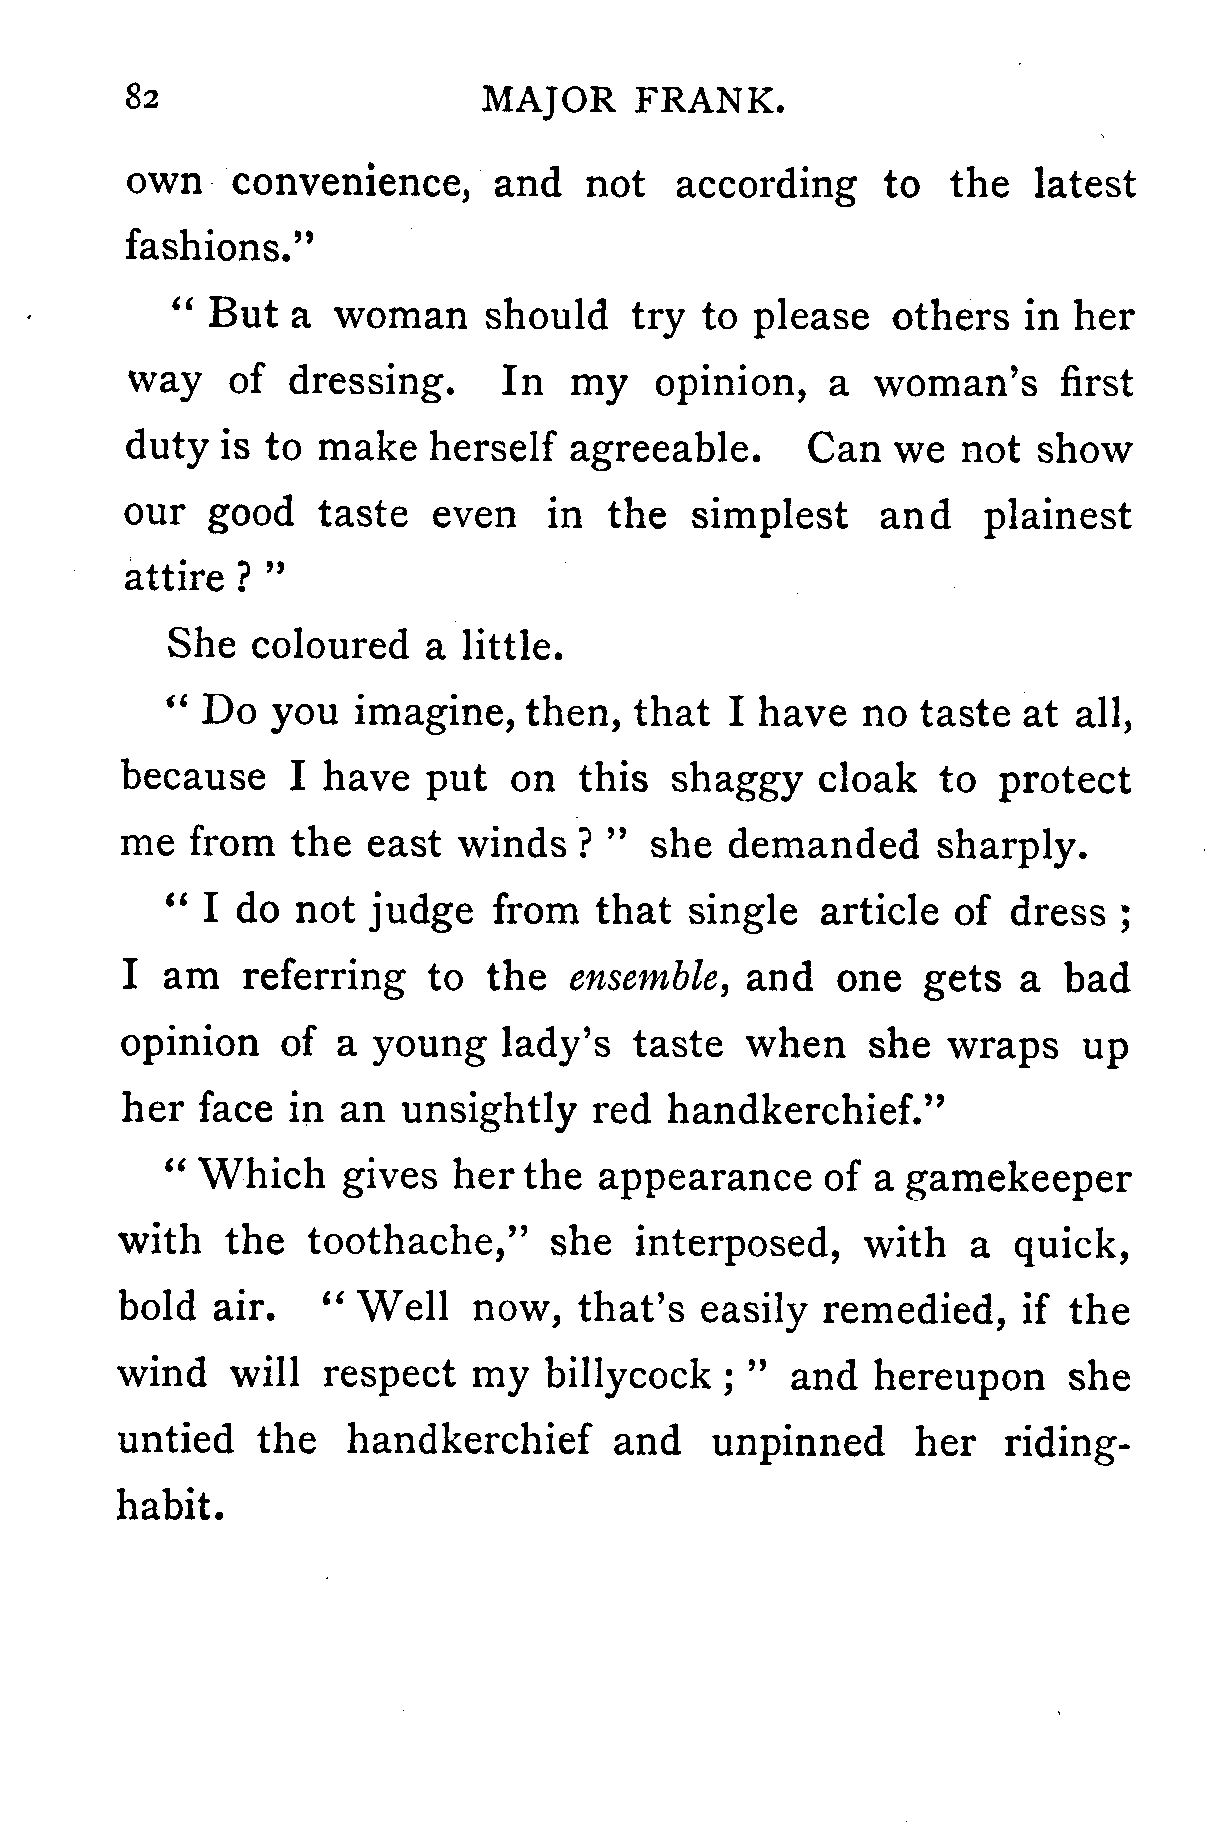 82 MAJOR FRANK.
own convenience, and not according to the latest
fashions."
" But a woman should try to please others in her
way of dressing. In my opinion, a woman's first
duty is to make herself agreeable. Can we not show
our good taste even in the simplest and plainest
attire ? "
She coloured a little.
" Do you imagine, then, that I have no taste at all,
because I have put on this shaggy cloak to protect
me from the east winds ? " she demanded sharply.
" I do not judge from that single article of dress ;
I am referring to the ensemble, and one gets a bad
opinion of a young lady's taste when she wraps up
her face in an unsightly red handkerchief."
" Which gives her the appearance of a gamekeeper
with the toothache," she interposed, with a quick,
bold air. " Well now, that's easily remedied, if the
wind will respect my billycock ; " and hereupon she
untied the handkerchief and unpinned her riding-
habit.